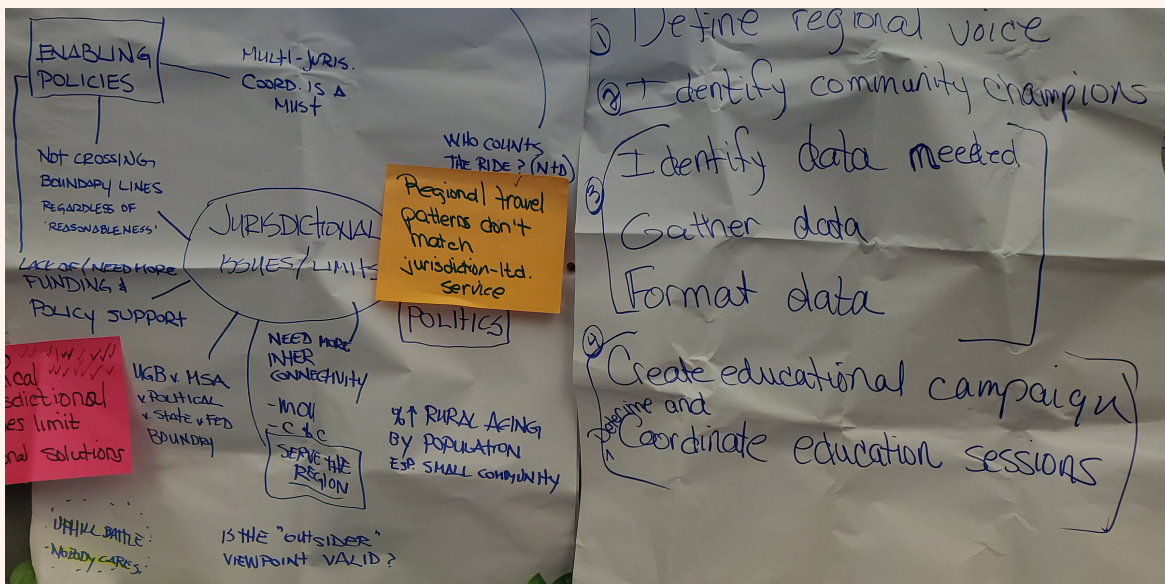 ENABLING
POLICIES
MULTI-JURIS.
COORD. IS A
MUST
NOT CROSSING
BOUNDARY LINES
REGARDLESS OF
'REASONABLENESS'
WHO COUNTS
THE RIDE? (NTD)
Regional travel
patterns don't
match
jurisdiction-ltd.
service
JURISDICTIONAL
ISSUES/LIMITS
LACK OF/NEED MORE
FUNDING &
POLICY SUPPORT
POLITICS
ical
sdictional
es limit
nal solutions
UGB v. MSA
v. POLITICAL
v. STATE v FED
BOUNDRY
NEED MORE
INTER
CONNECTIVITY
- MOU
- C & C
SERVE THE
REGION
%↑ RURAL AGING
BY POPULATION
ESP SMALL COMMUNITY
UPHILL BATTLE
NOBODY CARES.
IS THE "OUTSIDER"
VIEWPOINT VALID?
① Define regional voice
② Identify community champions
③ Identify data needed
Gather data
Format data
④ Create educational campaign
and
Coordinate education sessions